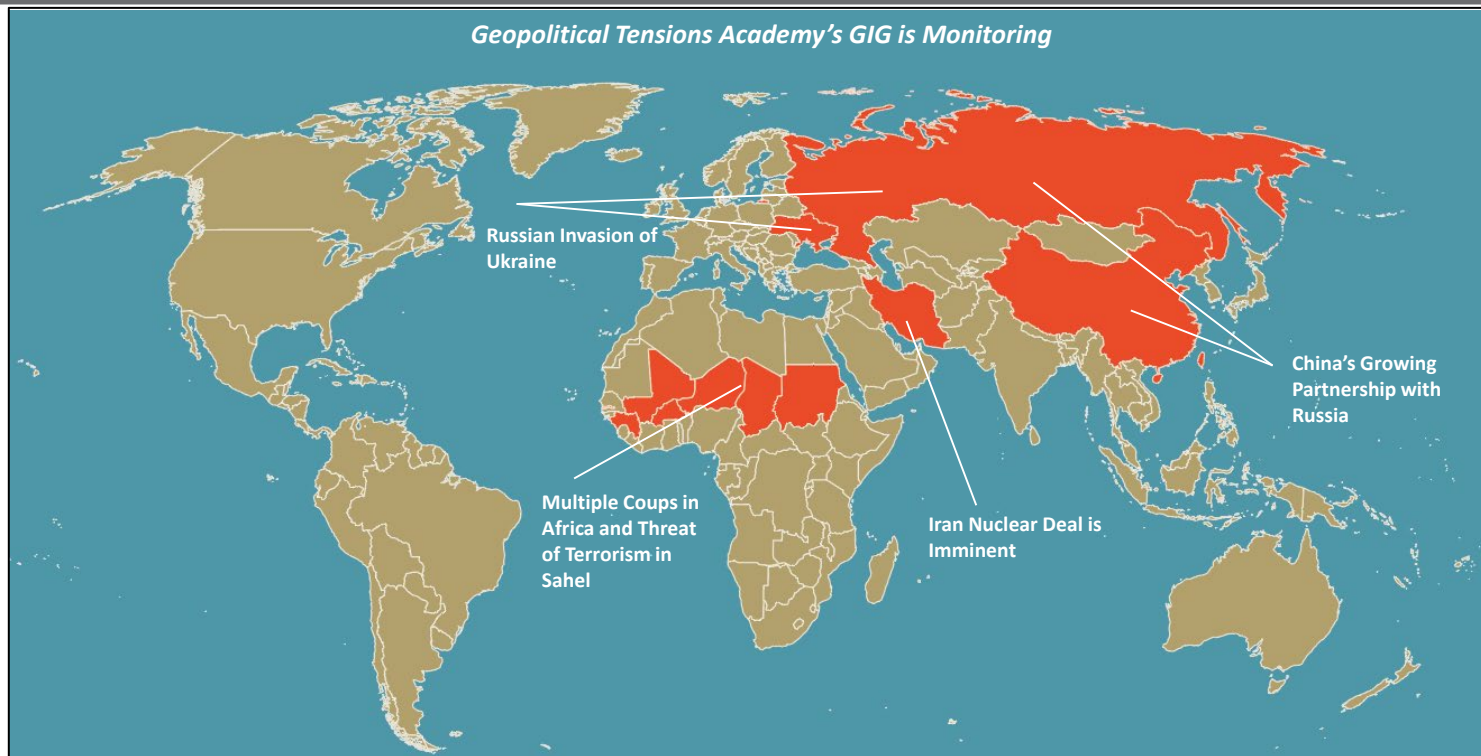 Geopolitical Tensions Academy’s GIG is Monitoring
Russian Invasion of
Ukraine
China’s Growing
Partnership with
Russia
Multiple Coups in
Africa and Threat
of Terrorism in
Sahel
Iran Nuclear Deal is
Imminent